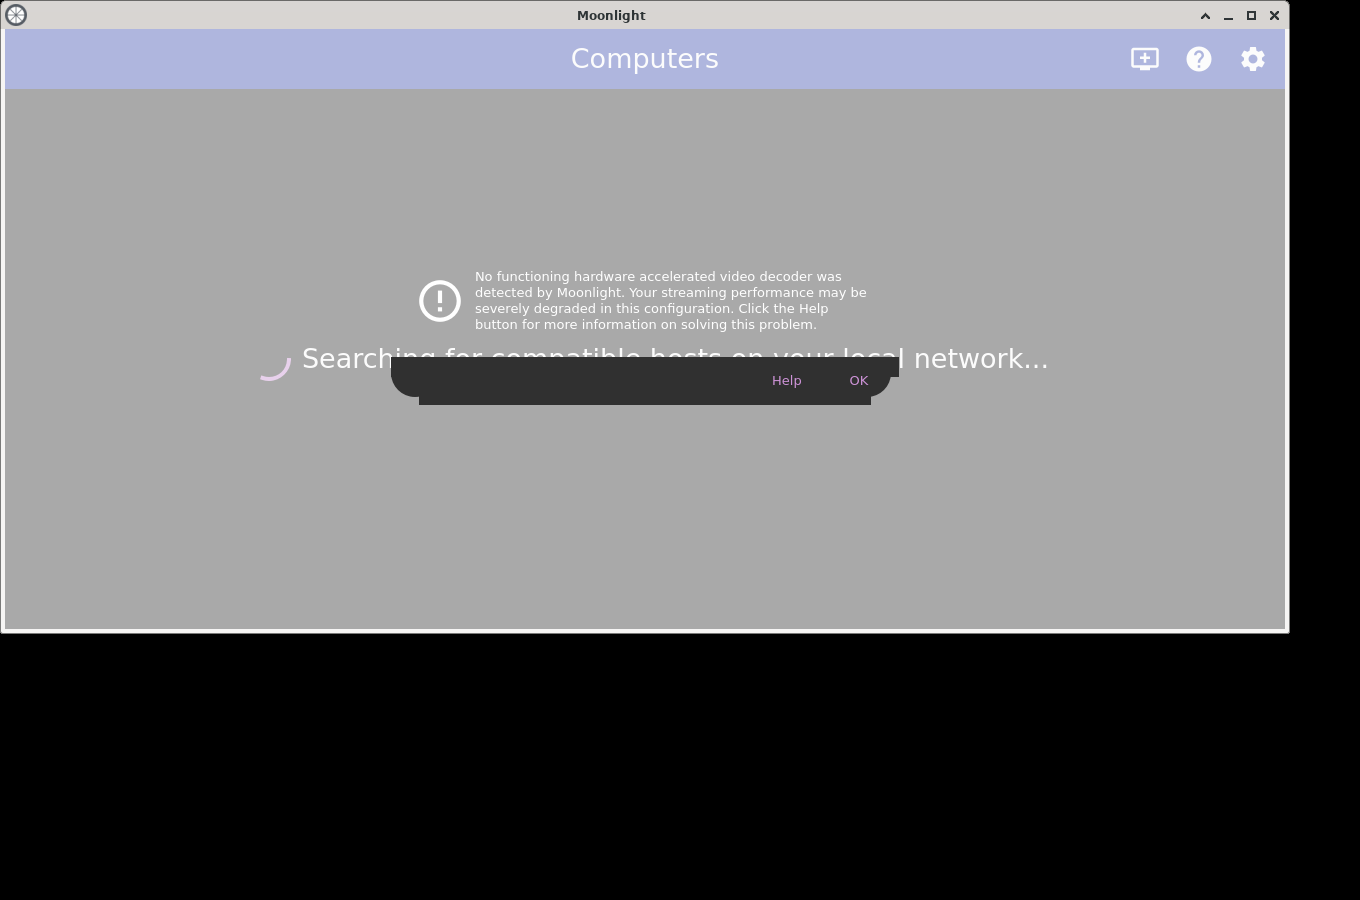 Moonlight
Computers
No functioning hardware accelerated video decoder was
detected by Moonlight. Your streaming performance may be
severely degraded in this configuration. Click the Help
button for more information on solving this problem.
Searching for compatible hosts on your local network...
Help OK